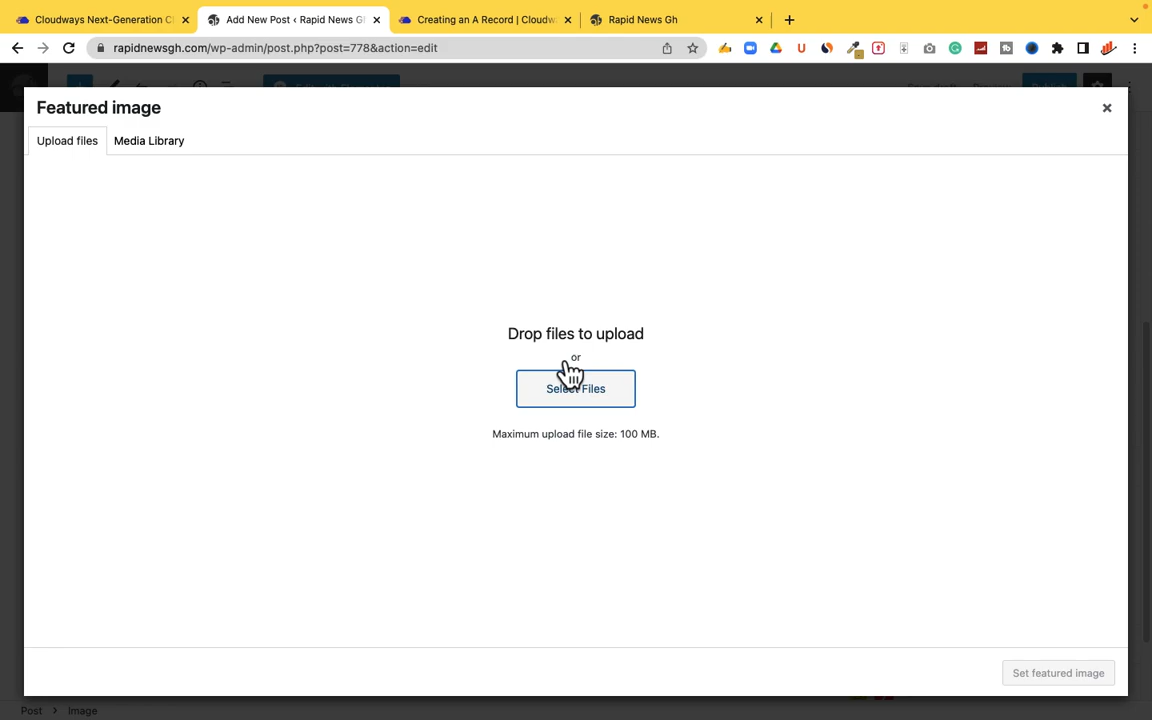 Cloudways Next-Generation C
Add New Post ‹ Rapid News G
Creating an A Record | Cloudw
Rapid News Gh
rapidnewsgh.com/wp-admin/post.php?post=778&action=edit
Featured image
Upload files
Media Library
Drop files to upload
or
Select Files
Maximum upload file size: 100 MB.
Set featured image
Post › Image